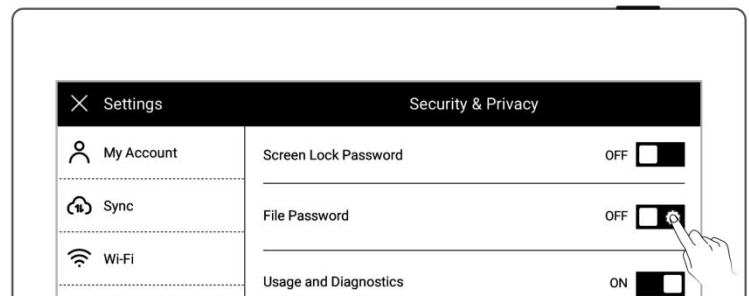 Settings
Security & Privacy
My Account
Screen Lock Password OFF
Sync
File Password OFF
Wi-Fi
Usage and Diagnostics ON